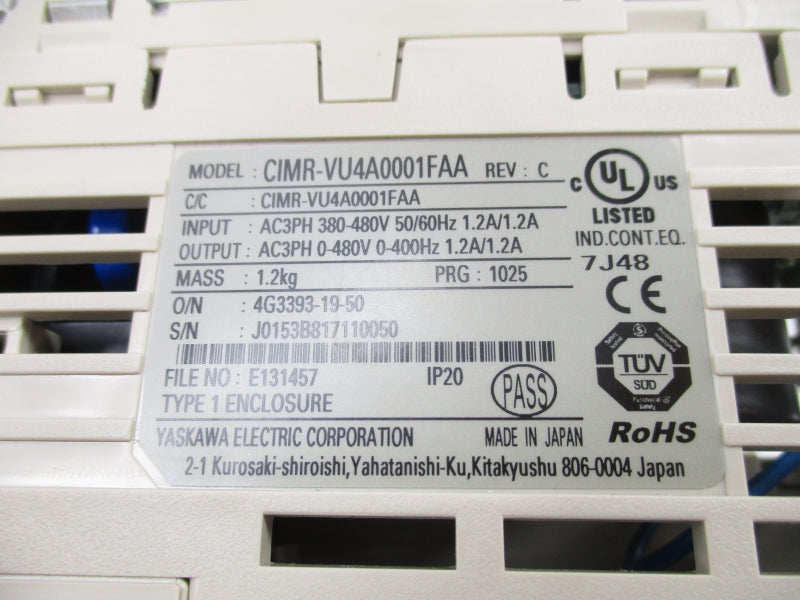 MODEL : CIMR-VU4A0001FAA REV : C
C/C : CIMR-VU4A0001FAA
INPUT : AC3PH 380-480V 50/60Hz 1.2A/1.2A
OUTPUT : AC3PH 0-480V 0-400Hz 1.2A/1.2A
MASS : 1.2kg PRG : 1025
O/N : 4G3393-19-50
S/N : J0153B817110050
FILE NO : E131457 IP20
PASS
TYPE 1 ENCLOSURE
YASKAWA ELECTRIC CORPORATION MADE IN JAPAN
2-1 Kurosaki-shiroishi,Yahatanishi-Ku,Kitakyushu 806-0004 Japan
C UL US
LISTED
IND.CONT.EQ.
7J48
CE
TÜV
SÜD
Functional
Safety
RoHS